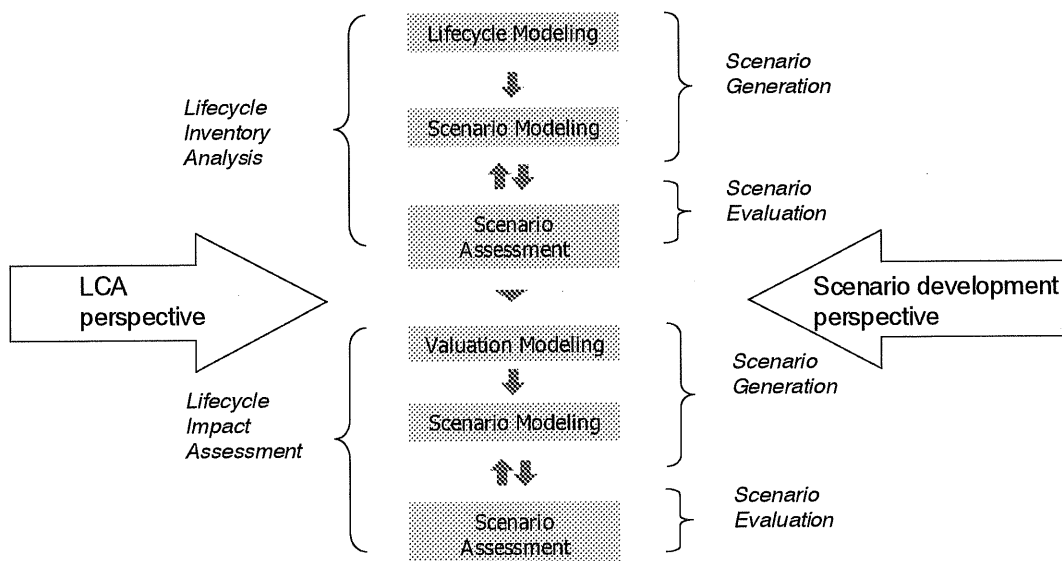 Lifecycle Modeling
Scenario
Generation
Lifecycle
Inventory
Analysis
Scenario Modeling
Scenario
Evaluation
Scenario
Assessment
LCA
perspective
Scenario development
perspective
Valuation Modeling
Scenario
Generation
Lifecycle
Impact
Assessment
Scenario Modeling
Scenario
Evaluation
Scenario
Assessment